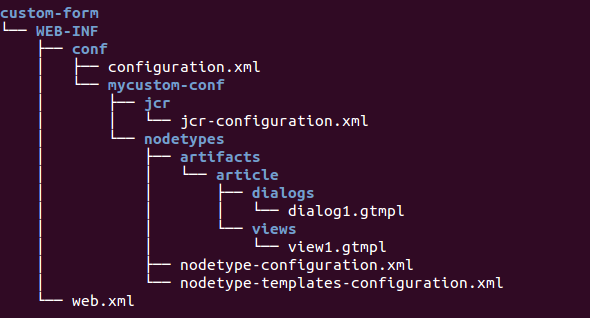 custom-form
└── WEB-INF
    ├── conf
    │   ├── configuration.xml
    │   └── mycustom-conf
    │       ├── jcr
    │       │   └── jcr-configuration.xml
    │       └── nodetypes
    │           ├── artifacts
    │           │   └── article
    │           │       ├── dialogs
    │           │       │   └── dialog1.gtmpl
    │           │       └── views
    │           │           └── view1.gtmpl
    │           ├── nodetype-configuration.xml
    │           └── nodetype-templates-configuration.xml
    └── web.xml